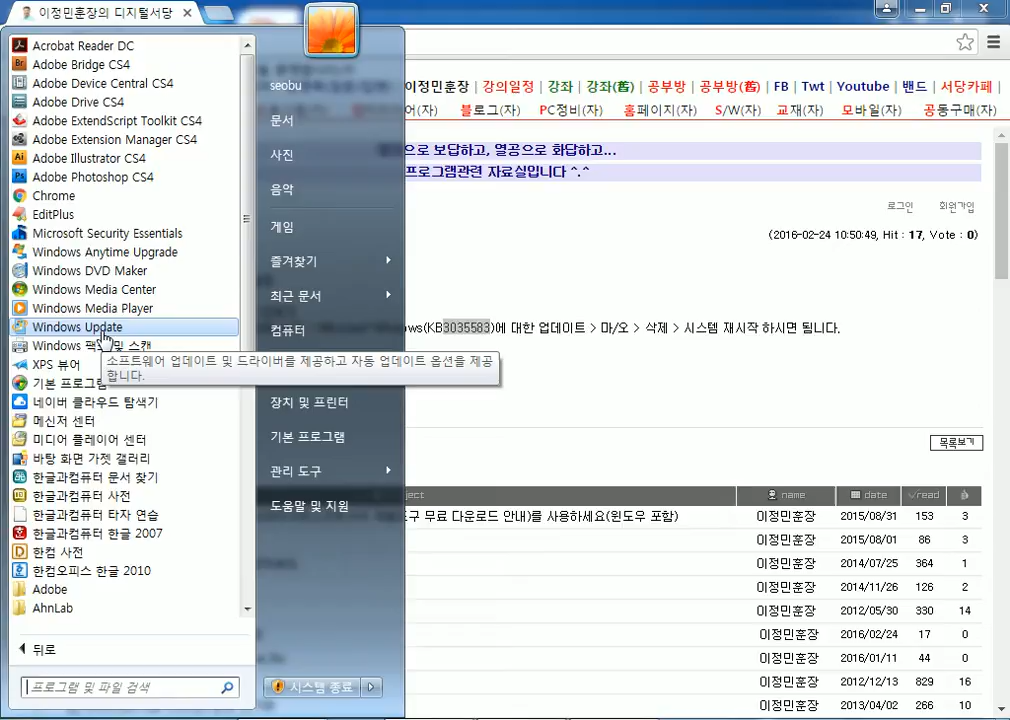 이정민훈장의 디지털서당
Acrobat Reader DC
Adobe Bridge CS4
Adobe Device Central CS4
Adobe Drive CS4
Adobe ExtendScript Toolkit CS4
Adobe Extension Manager CS4
Adobe Illustrator CS4
Adobe Photoshop CS4
Chrome
EditPlus
Microsoft Security Essentials
Windows Anytime Upgrade
Windows DVD Maker
Windows Media Center
Windows Media Player
Windows Update
Windows 팩스 및 스캔
XPS 뷰어
기본 프로그램
네이버 클라우드 탐색기
메신저 센터
미디어 플레이어 센터
바탕 화면 가젯 갤러리
한글과컴퓨터 문서 찾기
한글과컴퓨터 사전
한글과컴퓨터 타자 연습
한글과컴퓨터 한글 2007
한컴 사전
한컴오피스 한글 2010
Adobe
AhnLab
뒤로
프로그램 및 파일 검색
소프트웨어 업데이트 및 드라이버를 제공하고 자동 업데이트 옵션을 제공
합니다.
seobu
문서
사진
음악
게임
즐겨찾기
최근 문서
컴퓨터
장치 및 프린터
기본 프로그램
관리 도구
도움말 및 지원
시스템 종료
이정민훈장 | 강의일정 | 강좌 | 강좌(舊) | 공부방 | 공부방(舊) | FB | Twt | Youtube | 밴드 | 서당카페 |
(자) 블로그(자) PC정비(자) 홈페이지(자) S/W(자) 교재(자) 모바일(자) 공동구매(자)
으로 보답하고, 열공으로 화답하고...
프로그램관련 자료실입니다 ^.^
로그인 회원가입
(2016-02-24 10:50:49, Hit : 17, Vote : 0)
ows(KB3035583)에 대한 업데이트 > 마/오 > 삭제 > 시스템 재시작 하시면 됩니다.
목록보기
ject name date read
구 무료 다운로드 안내)를 사용하세요(윈도우 포함) 이정민훈장 2015/08/31 153 3
이정민훈장 2015/08/01 86 3
이정민훈장 2014/07/25 364 1
이정민훈장 2014/11/26 126 2
이정민훈장 2012/05/30 330 14
이정민훈장 2016/02/24 17 0
이정민훈장 2016/01/11 44 0
이정민훈장 2012/12/13 829 16
이정민훈장 2013/04/02 266 10